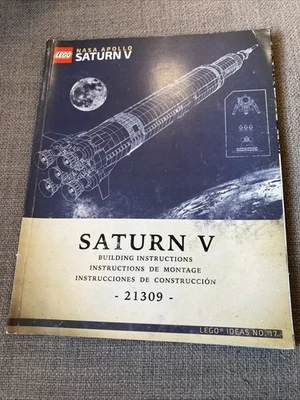 LEGO
NASA APOLLO
SATURN V
SATURN V
BUILDING INSTRUCTIONS
INSTRUCTIONS DE MONTAGE
INSTRUCCIONES DE CONSTRUCCIÓN
- 21309 -
LEGO® IDEAS NO. 17